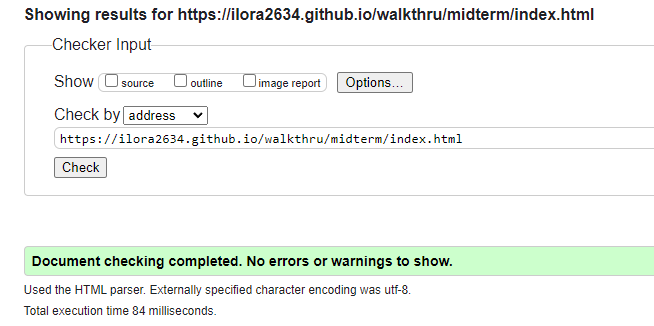 Showing results for https://ilora2634.github.io/walkthru/midterm/index.html
Checker Input
Show source outline image report Options...
Check by address
https://ilora2634.github.io/walkthru/midterm/index.html
Check
Document checking completed. No errors or warnings to show.
Used the HTML parser. Externally specified character encoding was utf-8.
Total execution time 84 milliseconds.